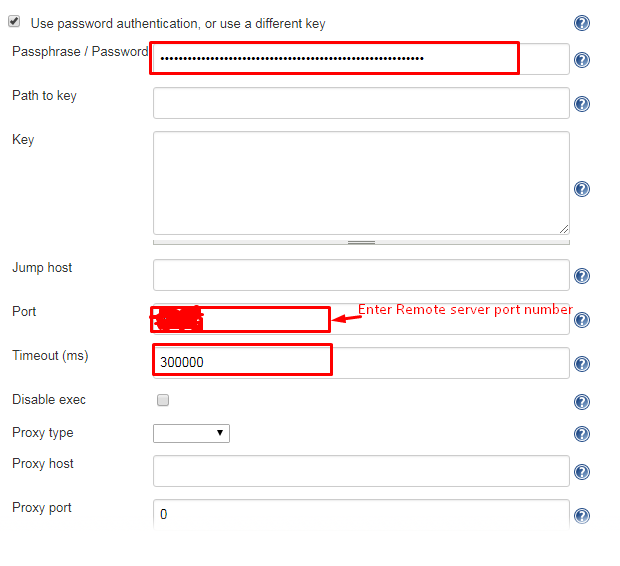 Use password authentication, or use a different key
Passphrase / Password
Path to key
Key
Jump host
Port
Enter Remote server port number
Timeout (ms) 300000
Disable exec
Proxy type
Proxy host
Proxy port 0